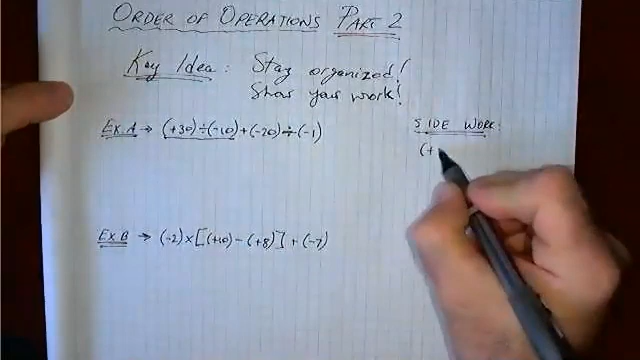 ORDER OF OPERATIONS PART 2
Key Idea: Stay organized!
Show your work!
EX.A → (+30)÷(-10)+(-20)÷(-1)
SIDE WORK:
(+
EX B → (-2)×[(+10)-(+8)]+(-7)